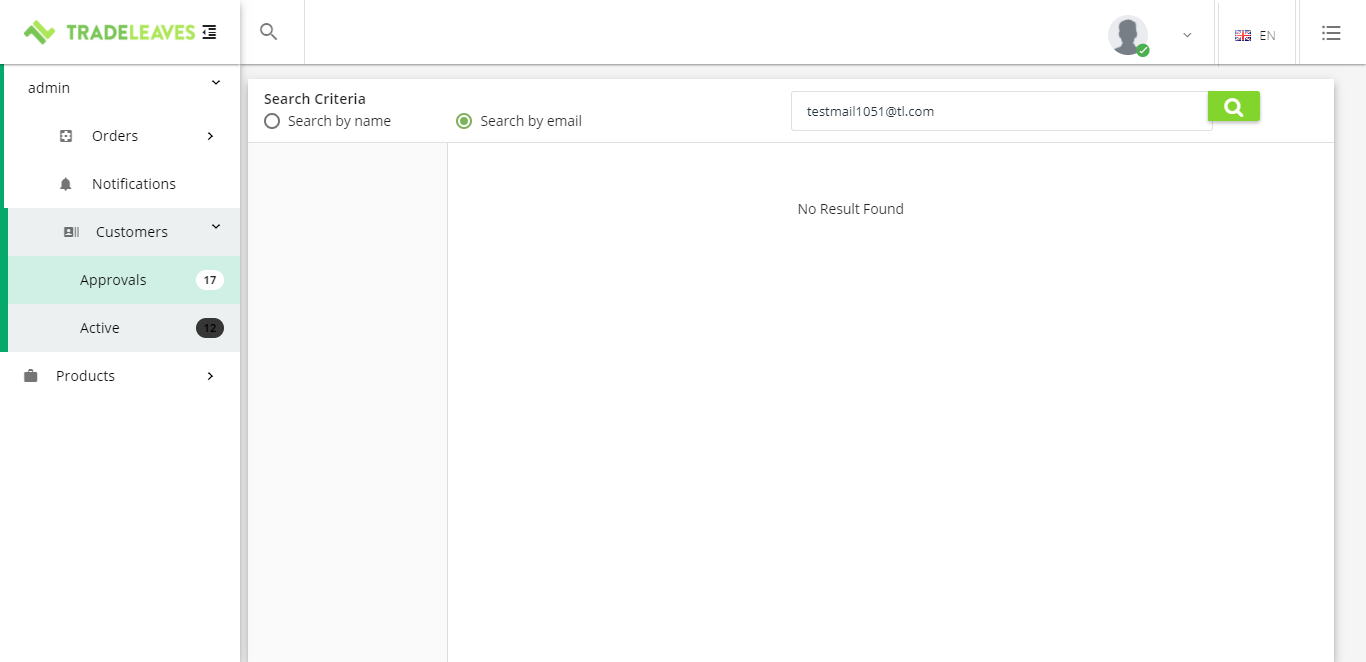 TRADELEAVES
EN
admin
Orders
Notifications
Customers
Approvals 17
Active 12
Products
Search Criteria
Search by name
Search by email
testmail1051@tl.com
No Result Found